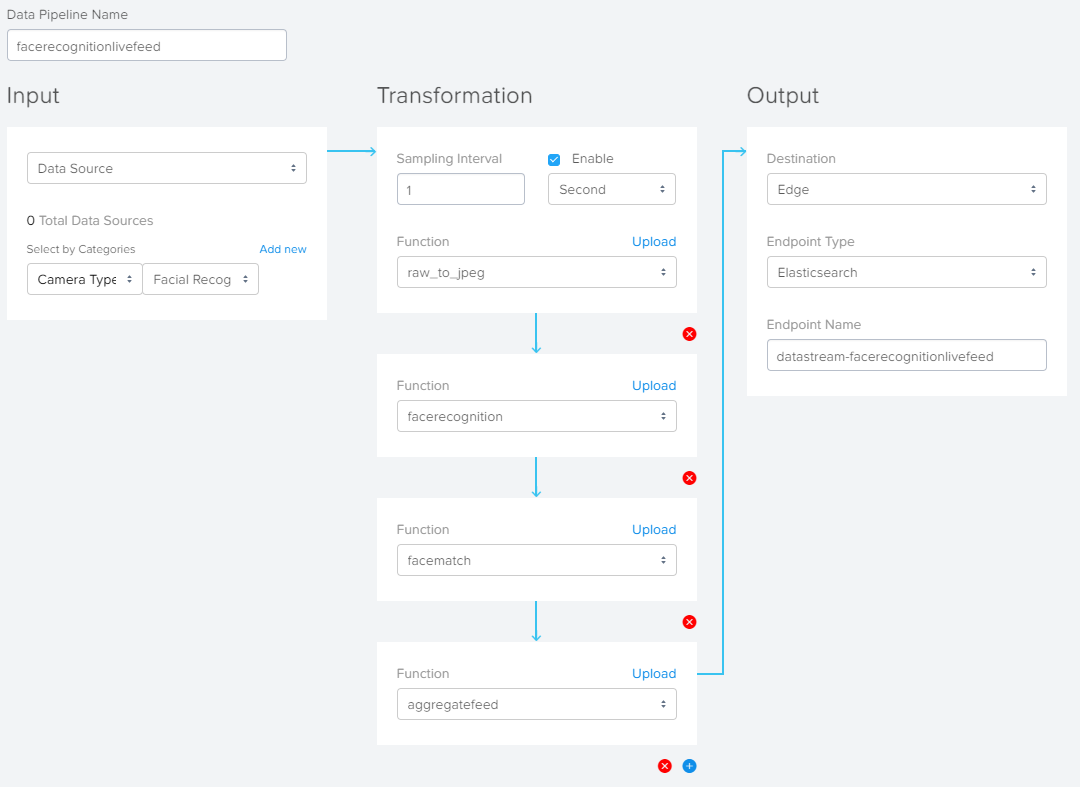 Data Pipeline Name
facerecognitionlivefeed
Input
Transformation
Output
Data Source
0 Total Data Sources
Select by Categories
Add new
Camera Type
Facial Recog
Sampling Interval
Enable
1
Second
Function
Upload
raw_to_jpeg
Function
Upload
facerecognition
Function
Upload
facematch
Function
Upload
aggregatefeed
Destination
Edge
Endpoint Type
Elasticsearch
Endpoint Name
datastream-facerecognitionlivefeed